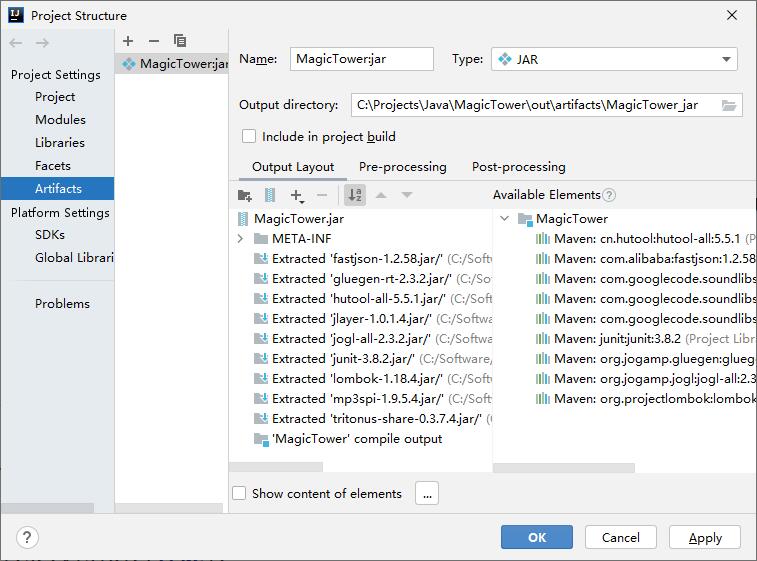 Project Structure
Project Settings
Project
Modules
Libraries
Facets
Artifacts
Platform Settings
SDKs
Global Librari
Problems
MagicTower:jar
Name: MagicTower:jar Type: JAR
Output directory: C:\Projects\Java\MagicTower\out\artifacts\MagicTower_jar
Include in project build
Output Layout Pre-processing Post-processing
Available Elements
MagicTower.jar
META-INF
Extracted 'fastjson-1.2.58.jar/' (C:/Softw
Extracted 'gluegen-rt-2.3.2.jar/' (C:/Soft
Extracted 'hutool-all-5.5.1.jar/' (C:/Softw
Extracted 'jlayer-1.0.1.4.jar/' (C:/Softwa
Extracted 'jogl-all-2.3.2.jar/' (C:/Softwa
Extracted 'junit-3.8.2.jar/' (C:/Software/
Extracted 'lombok-1.18.4.jar/' (C:/Softw
Extracted 'mp3spi-1.9.5.4.jar/' (C:/Softw
Extracted 'tritonus-share-0.3.7.4.jar/' (C
'MagicTower' compile output
MagicTower
Maven: cn.hutool:hutool-all:5.5.1 (P
Maven: com.alibaba:fastjson:1.2.58
Maven: com.googlecode.soundlibs
Maven: com.googlecode.soundlibs
Maven: com.googlecode.soundlibs
Maven: junit:junit:3.8.2 (Project Libr
Maven: org.jogamp.gluegen:glueg
Maven: org.jogamp.jogl:jogl-all:2.3
Maven: org.projectlombok:lombok
Show content of elements ...
? OK Cancel Apply